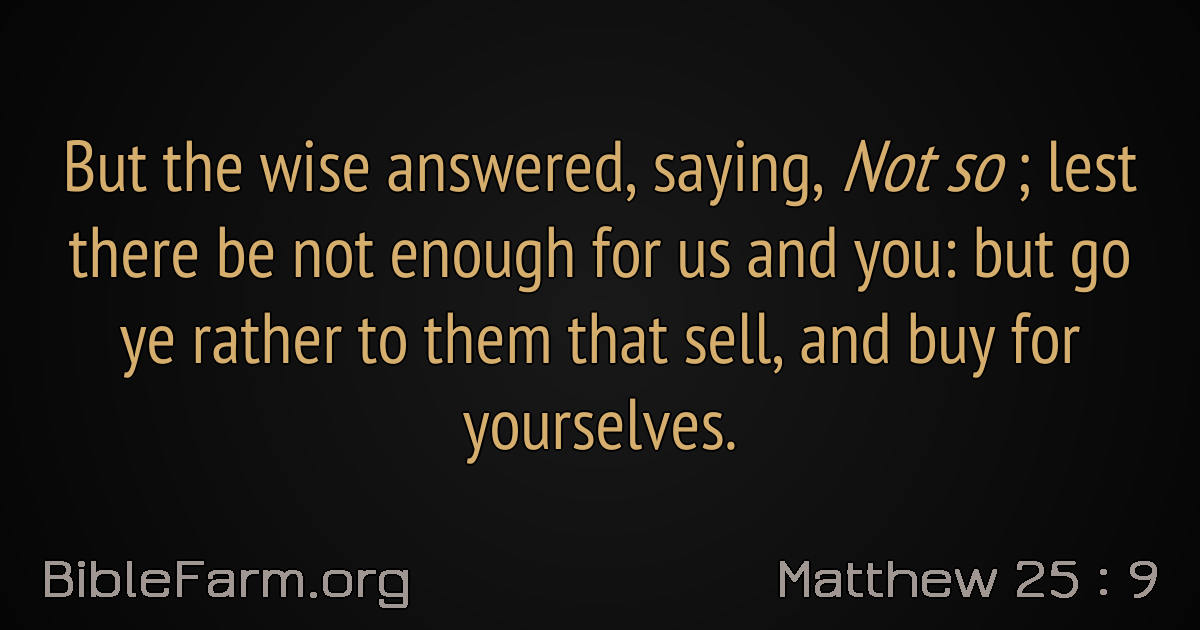 But the wise answered, saying, Not so ; lest
there be not enough for us and you: but go
ye rather to them that sell, and buy for
yourselves.
BibleFarm.org
Matthew 25 : 9